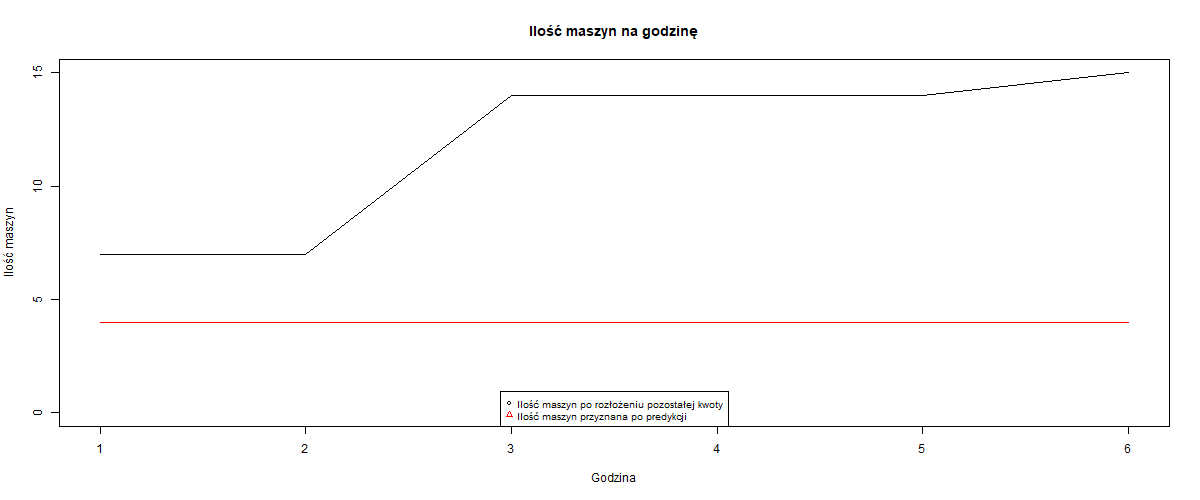 Ilość maszyn na godzinę
Ilość maszyn
15
10
5
0
Ilość maszyn po rozłożeniu pozostałej kwoty
Ilość maszyn przyznana po predykcji
1 2 3 4 5 6
Godzina